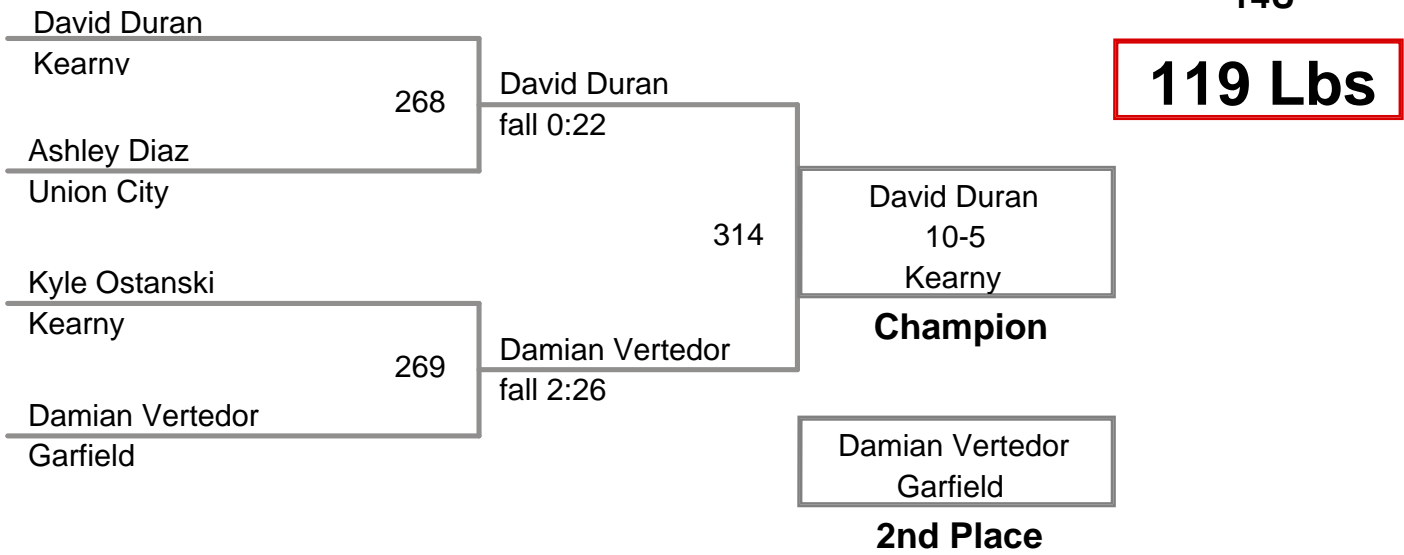 14U
119 Lbs
David Duran
Kearny
268
David Duran
fall 0:22
Ashley Diaz
Union City
314
David Duran
10-5
Kearny
Champion
Kyle Ostanski
Kearny
269
Damian Vertedor
fall 2:26
Damian Vertedor
Garfield
Damian Vertedor
Garfield
2nd Place